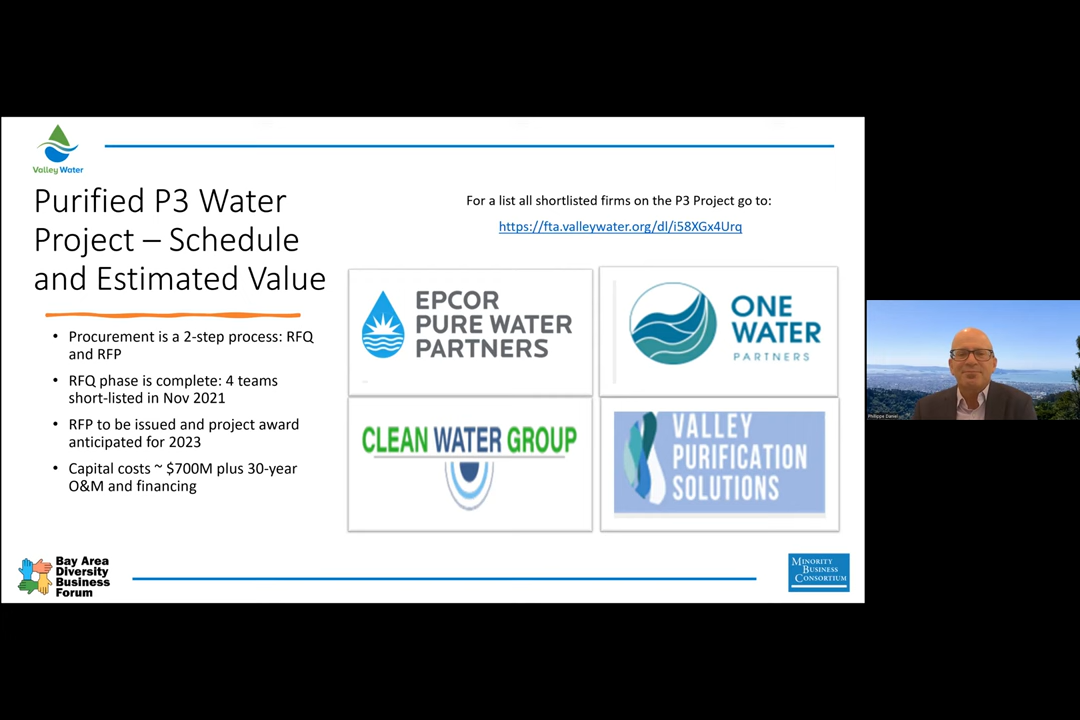 Valley Water
Purified P3 Water
Project – Schedule
and Estimated Value
• Procurement is a 2-step process: RFQ
and RFP
• RFQ phase is complete: 4 teams
short-listed in Nov 2021
• RFP to be issued and project award
anticipated for 2023
• Capital costs ~ $700M plus 30-year
O&M and financing
For a list all shortlisted firms on the P3 Project go to:
https://fta.valleywater.org/dl/i58XGx4Urq
EPCOR
PURE WATER
PARTNERS
ONE
WATER
PARTNERS
CLEAN WATER GROUP
VALLEY
PURIFICATION
SOLUTIONS
Philippe Daniel
Bay Area
Diversity
Business
Forum
MINORITY
BUSINESS
CONSORTIUM